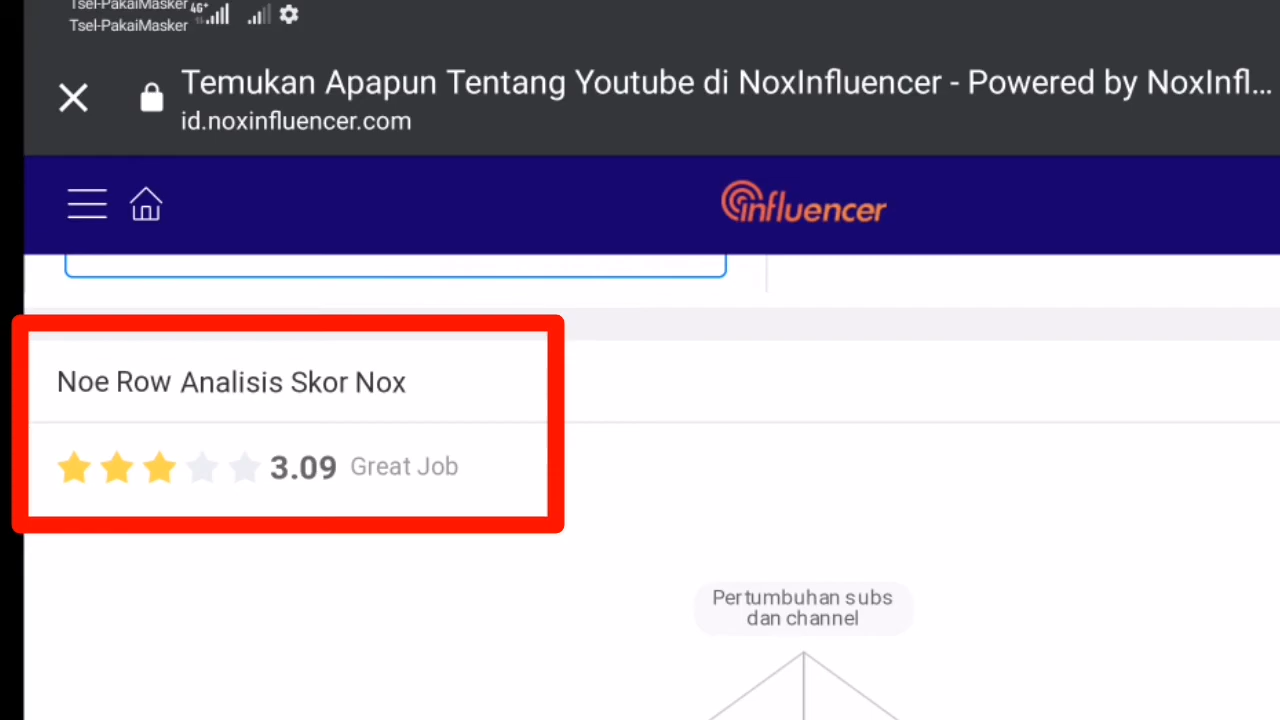 Tsel-PakaiMasker 4G+
Tsel-PakaiMasker
Temukan Apapun Tentang Youtube di NoxInfluencer - Powered by NoxInfl...
id.noxinfluencer.com
influencer
Noe Row Analisis Skor Nox
3.09 Great Job
Pertumbuhan subs
dan channel